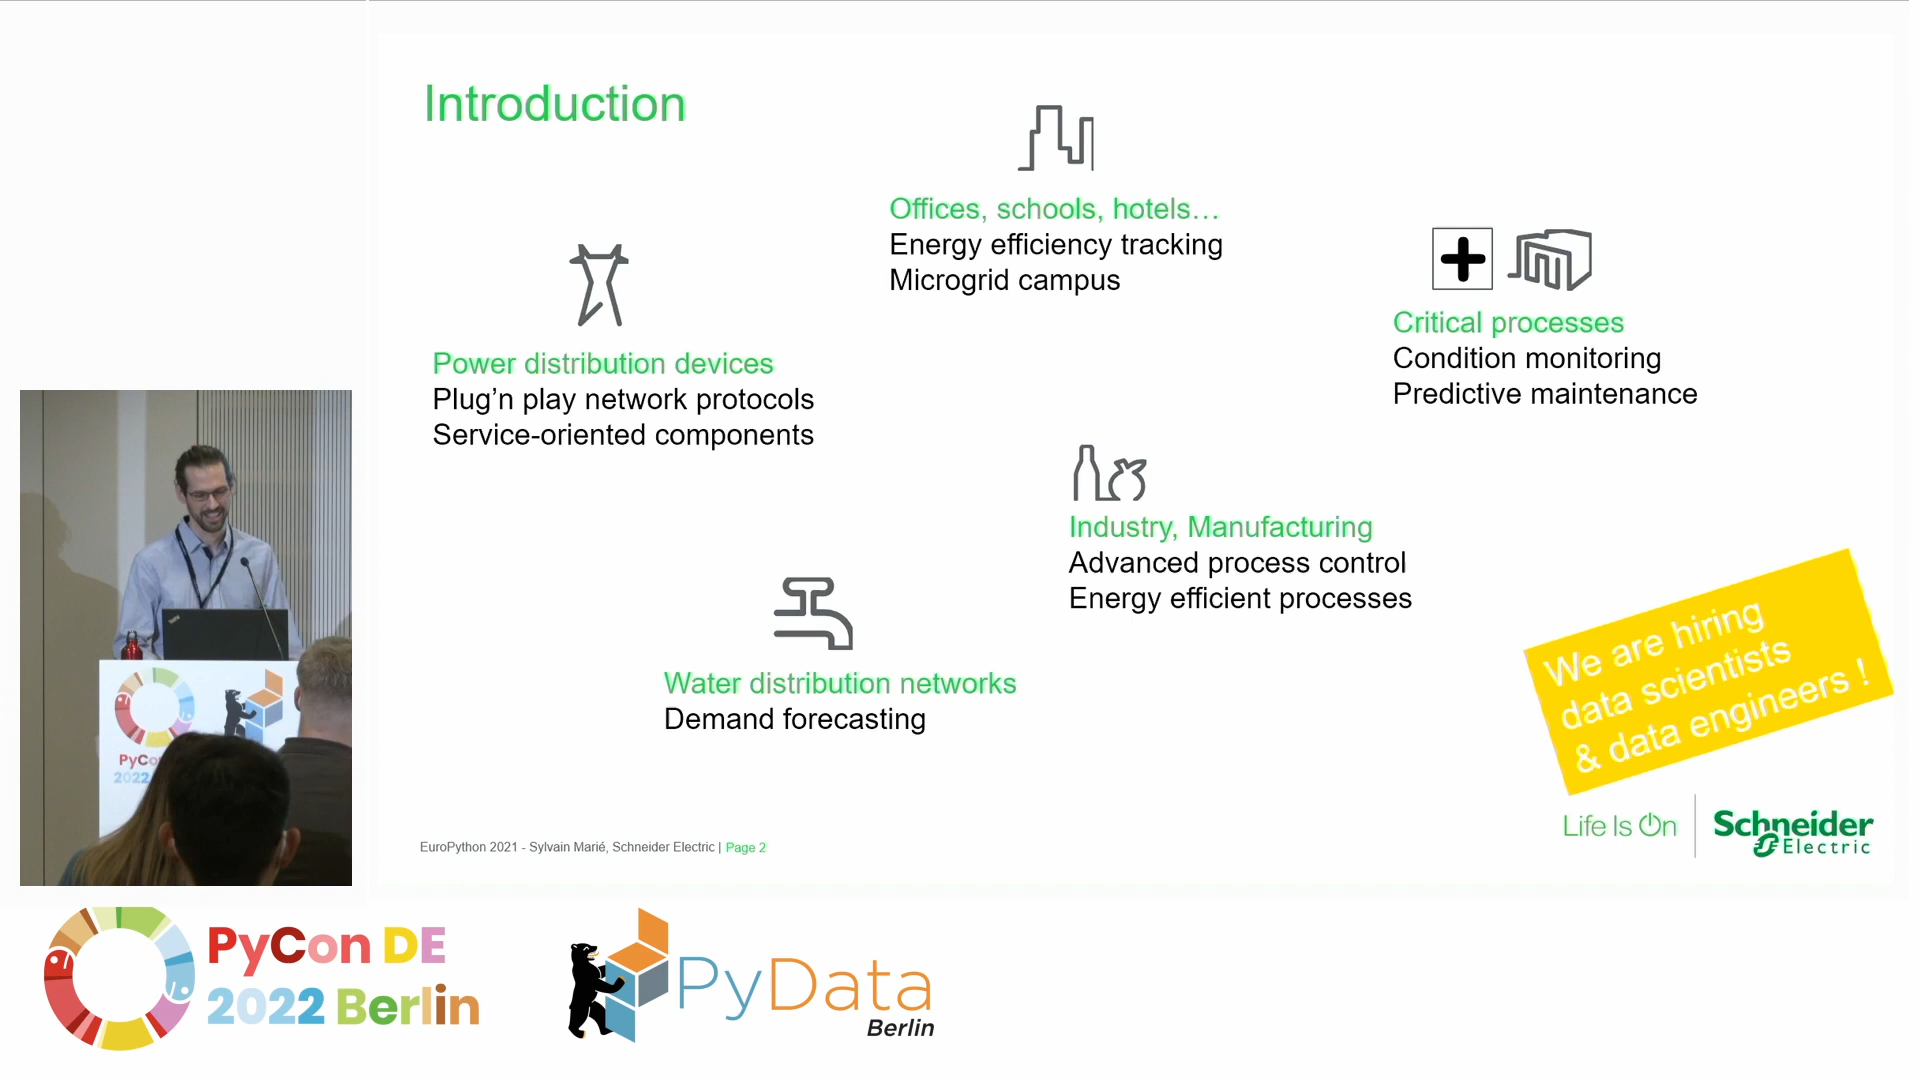 Introduction
Offices, schools, hotels…
Energy efficiency tracking
Microgrid campus
Critical processes
Condition monitoring
Predictive maintenance
Power distribution devices
Plug’n play network protocols
Service-oriented components
Industry, Manufacturing
Advanced process control
Energy efficient processes
Water distribution networks
Demand forecasting
We are hiring
data scientists
& data engineers !
Life Is On
Schneider
Electric
EuroPython 2021 - Sylvain Marié, Schneider Electric | Page 2
2022
PyCon DE
2022 Berlin
PyData
Berlin